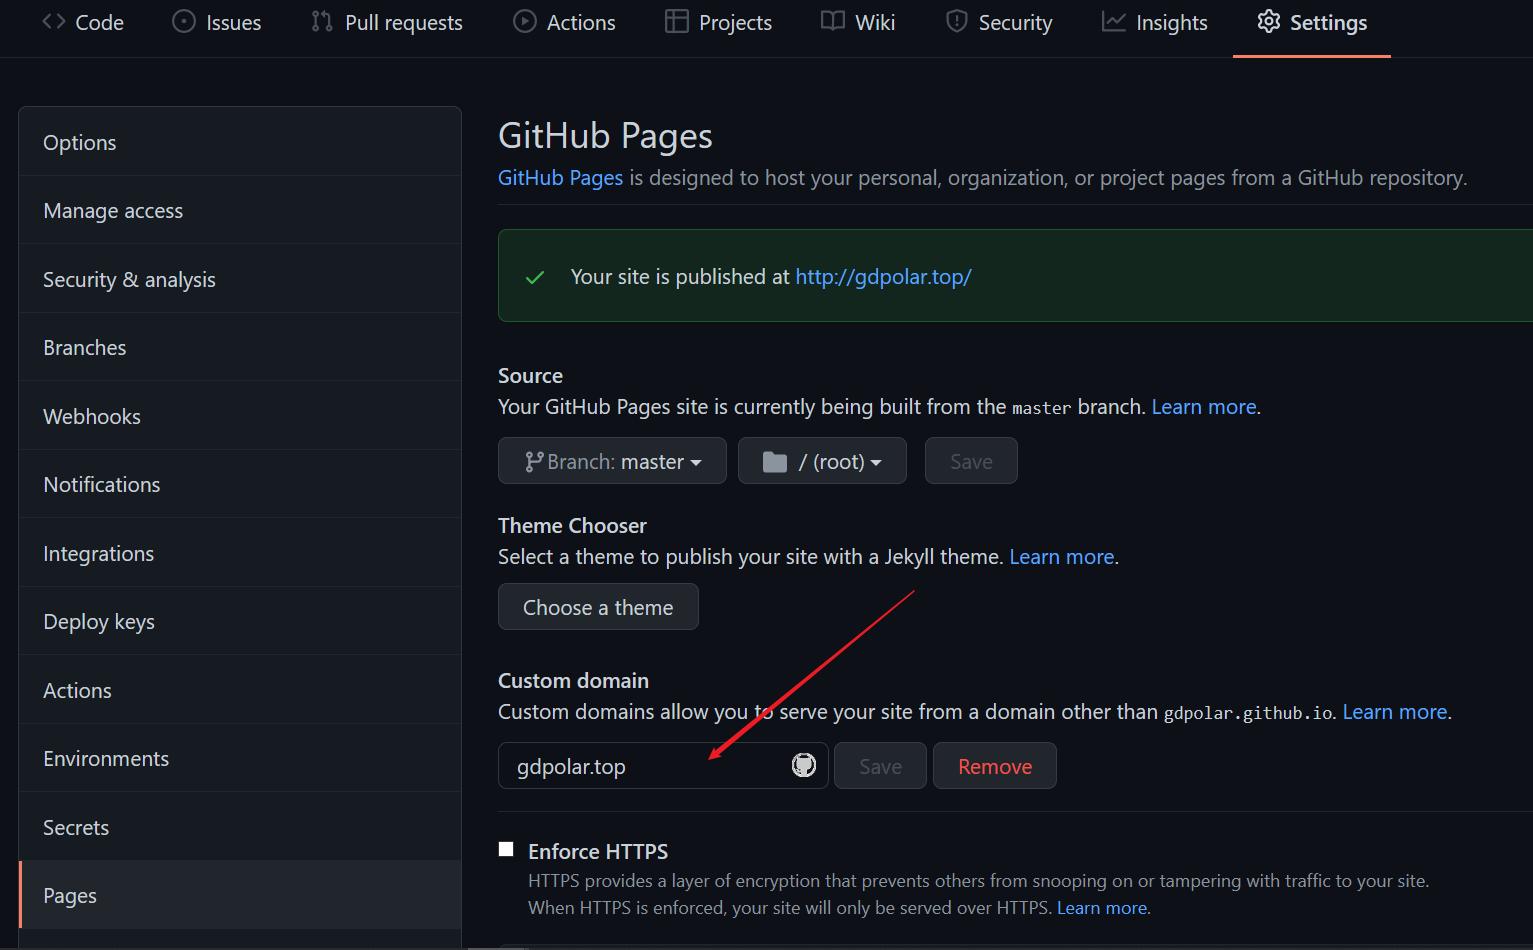 Code Issues Pull requests Actions Projects Wiki Security Insights Settings
Options
Manage access
Security & analysis
Branches
Webhooks
Notifications
Integrations
Deploy keys
Actions
Environments
Secrets
Pages
GitHub Pages
GitHub Pages is designed to host your personal, organization, or project pages from a GitHub repository.
Your site is published at http://gdpolar.top/
Source
Your GitHub Pages site is currently being built from the master branch. Learn more.
Branch: master / (root) Save
Theme Chooser
Select a theme to publish your site with a Jekyll theme. Learn more.
Choose a theme
Custom domain
Custom domains allow you to serve your site from a domain other than gdpolar.github.io. Learn more.
gdpolar.top Save Remove
Enforce HTTPS
HTTPS provides a layer of encryption that prevents others from snooping on or tampering with traffic to your site.
When HTTPS is enforced, your site will only be served over HTTPS. Learn more.